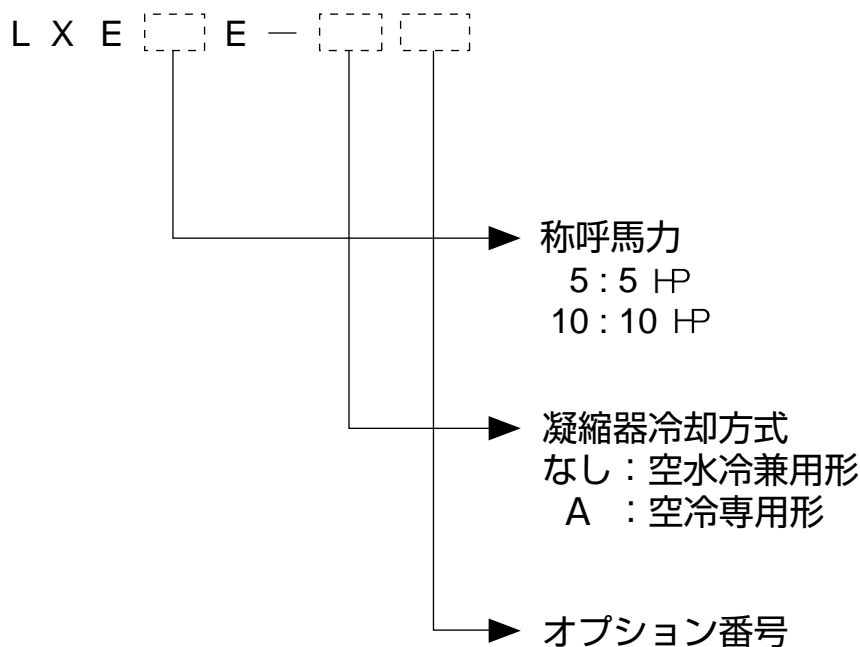 LXE E－
称呼馬力
5：5 HP
10：10 HP
凝縮器冷却方式
なし：空水冷兼用形
A ：空冷専用形
オプション番号